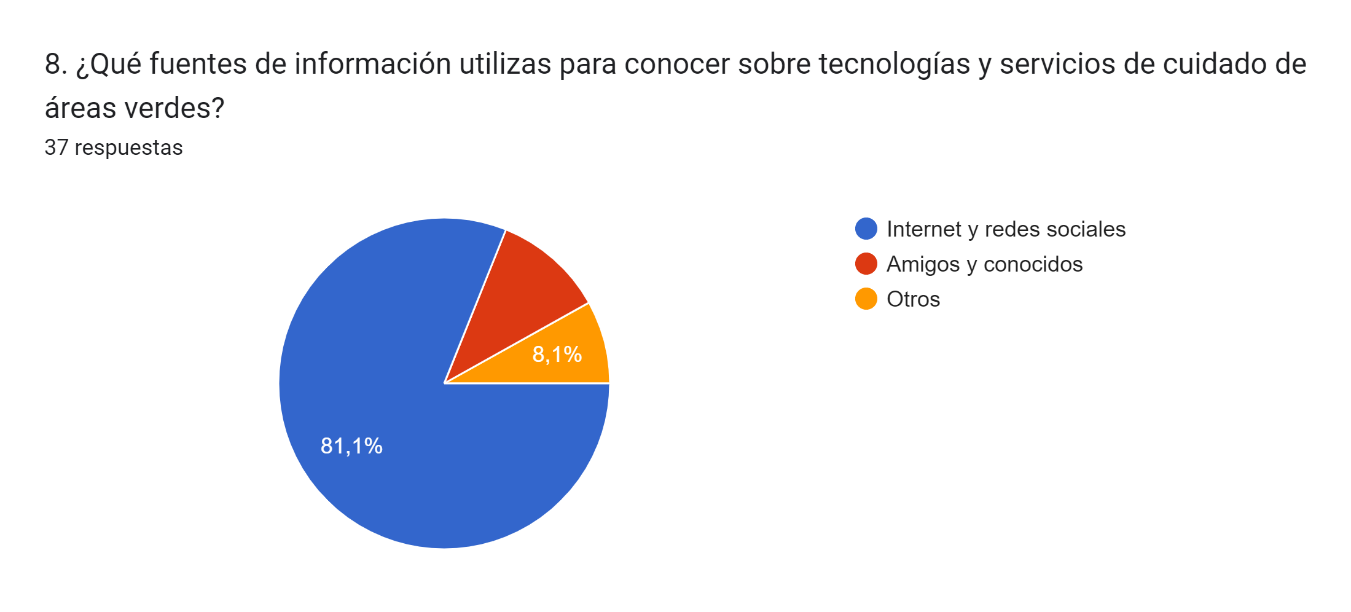 8. ¿Qué fuentes de información utilizas para conocer sobre tecnologías y servicios de cuidado de
áreas verdes?
37 respuestas
Internet y redes sociales
Amigos y conocidos
Otros
8,1%
81,1%